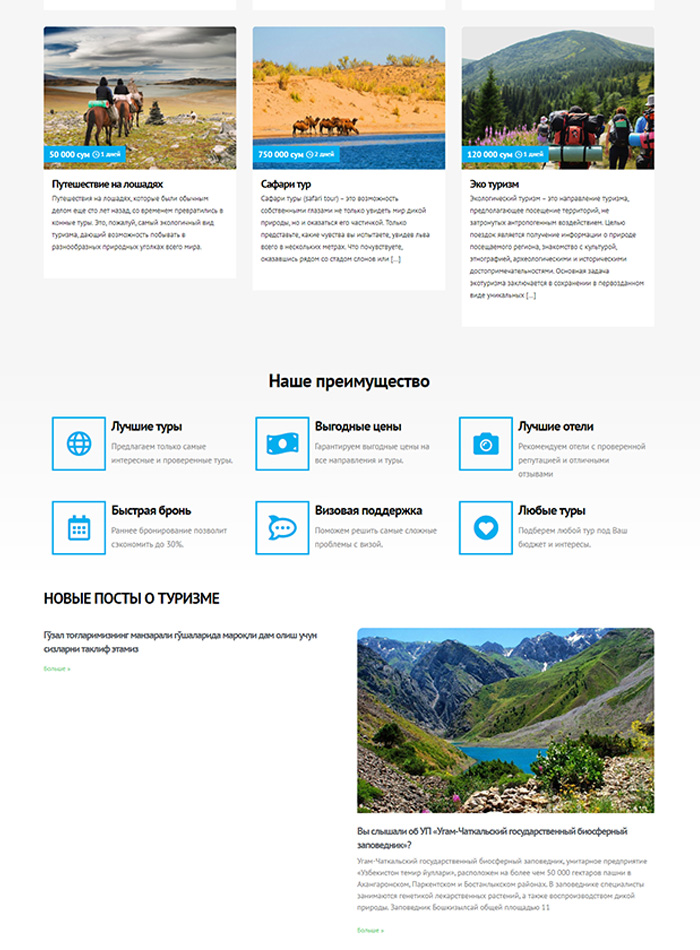 50 000 сум 1 дней
Путешествие на лошадях
Путешествия на лошадях, которые были обычным
делом еще сто лет назад, со временем превратились в
конные туры. Это, пожалуй, самый экологичный вид
туризма, дающий возможность побывать в
разнообразных природных уголках всего мира.
750 000 сум 2 дней
Сафари тур
Сафари туры (safari tour) – это возможность
собственными глазами не только увидеть мир дикой
природы, но и оказаться его частичкой. Только
представьте, какие чувства вы испытаете, увидев льва
всего в нескольких метрах. Что почувствуете,
оказавшись рядом со стадом слонов или [...]
120 000 сум 1 дней
Эко туризм
Экологический туризм – это направление туризма,
предполагающее посещение территорий, не
затронутых антропогенным воздействием. Целью
поездок является получение информации о природе
посещаемого региона, знакомство с культурой,
этнографией, археологическими и историческими
достопримечательностями. Основная задача
экотуризма заключается в сохранении в первозданном
виде уникальных [...]
Наше преимущество
Лучшие туры
Предлагаем только самые
интересные и проверенные туры.
Выгодные цены
Гарантируем выгодные цены на
все направления и туры.
Лучшие отели
Рекомендуем отели с проверенной
репутацией и отличными
отзывами
Быстрая бронь
Раннее бронирование позволит
сэкономить до 30%.
Визовая поддержка
Поможем решить самые сложные
проблемы с визой.
Любые туры
Подберем любой тур под Ваш
бюджет и интересы.
НОВЫЕ ПОСТЫ О ТУРИЗМЕ
Гўзал тоғларимизнинг манзарали гўшаларида мароқли дам олиш учун
сизларни таклиф этамиз
Больше »
Вы слышали об УП «Угам-Чаткальский государственный биосферный
заповедник»?
Угам-Чаткальский государственный биосферный заповедник, унитарное предприятие
«Узбекистон темир йуллари», расположен на более чем 50 000 гектаров пашни в
Ахангаронском, Паркентском и Бостанлыкском районах. В заповеднике специалисты
занимаются генетикой лекарственных растений, а также воспроизводством дикой
природы. Заповедник Бошкизылсай общей площадью 11
Больше »